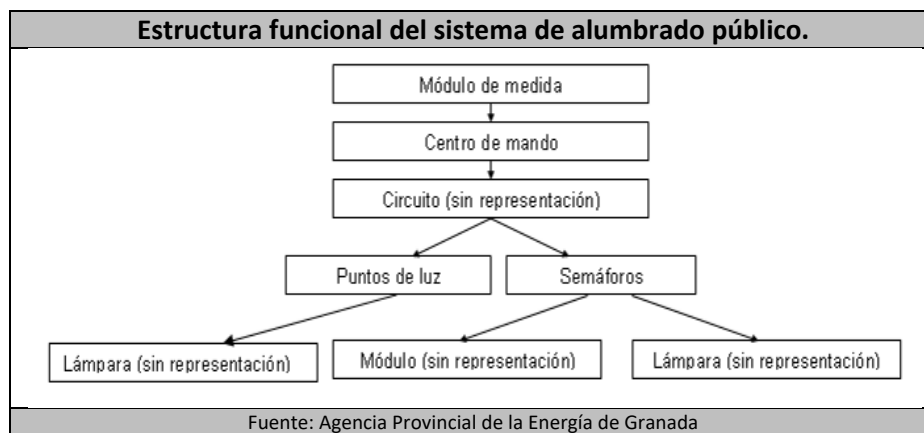 Estructura funcional del sistema de alumbrado público.
Módulo de medida
Centro de mando
Circuito (sin representación)
Puntos de luz
Semáforos
Lámpara (sin representación)
Módulo (sin representación)
Lámpara (sin representación)
Fuente: Agencia Provincial de la Energía de Granada